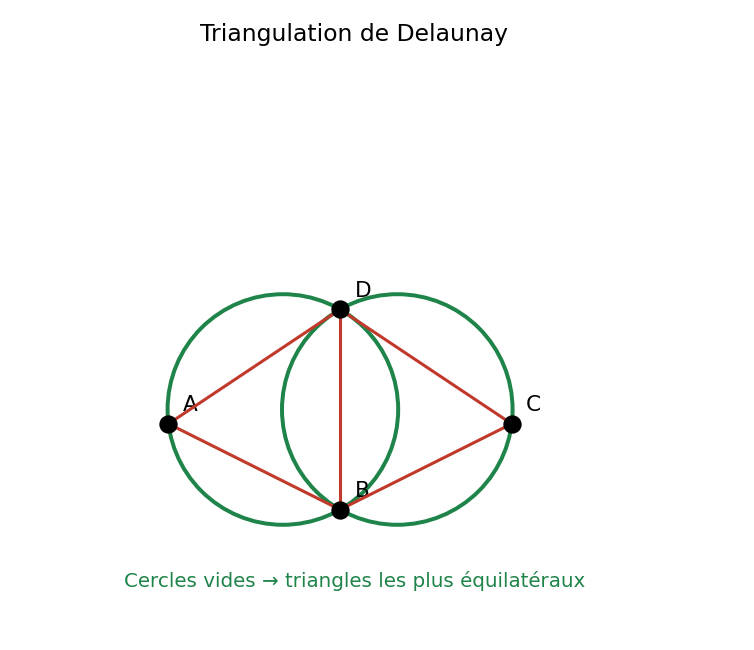 Triangulation de Delaunay
D
A
C
B
Cercles vides → triangles les plus équilatéraux